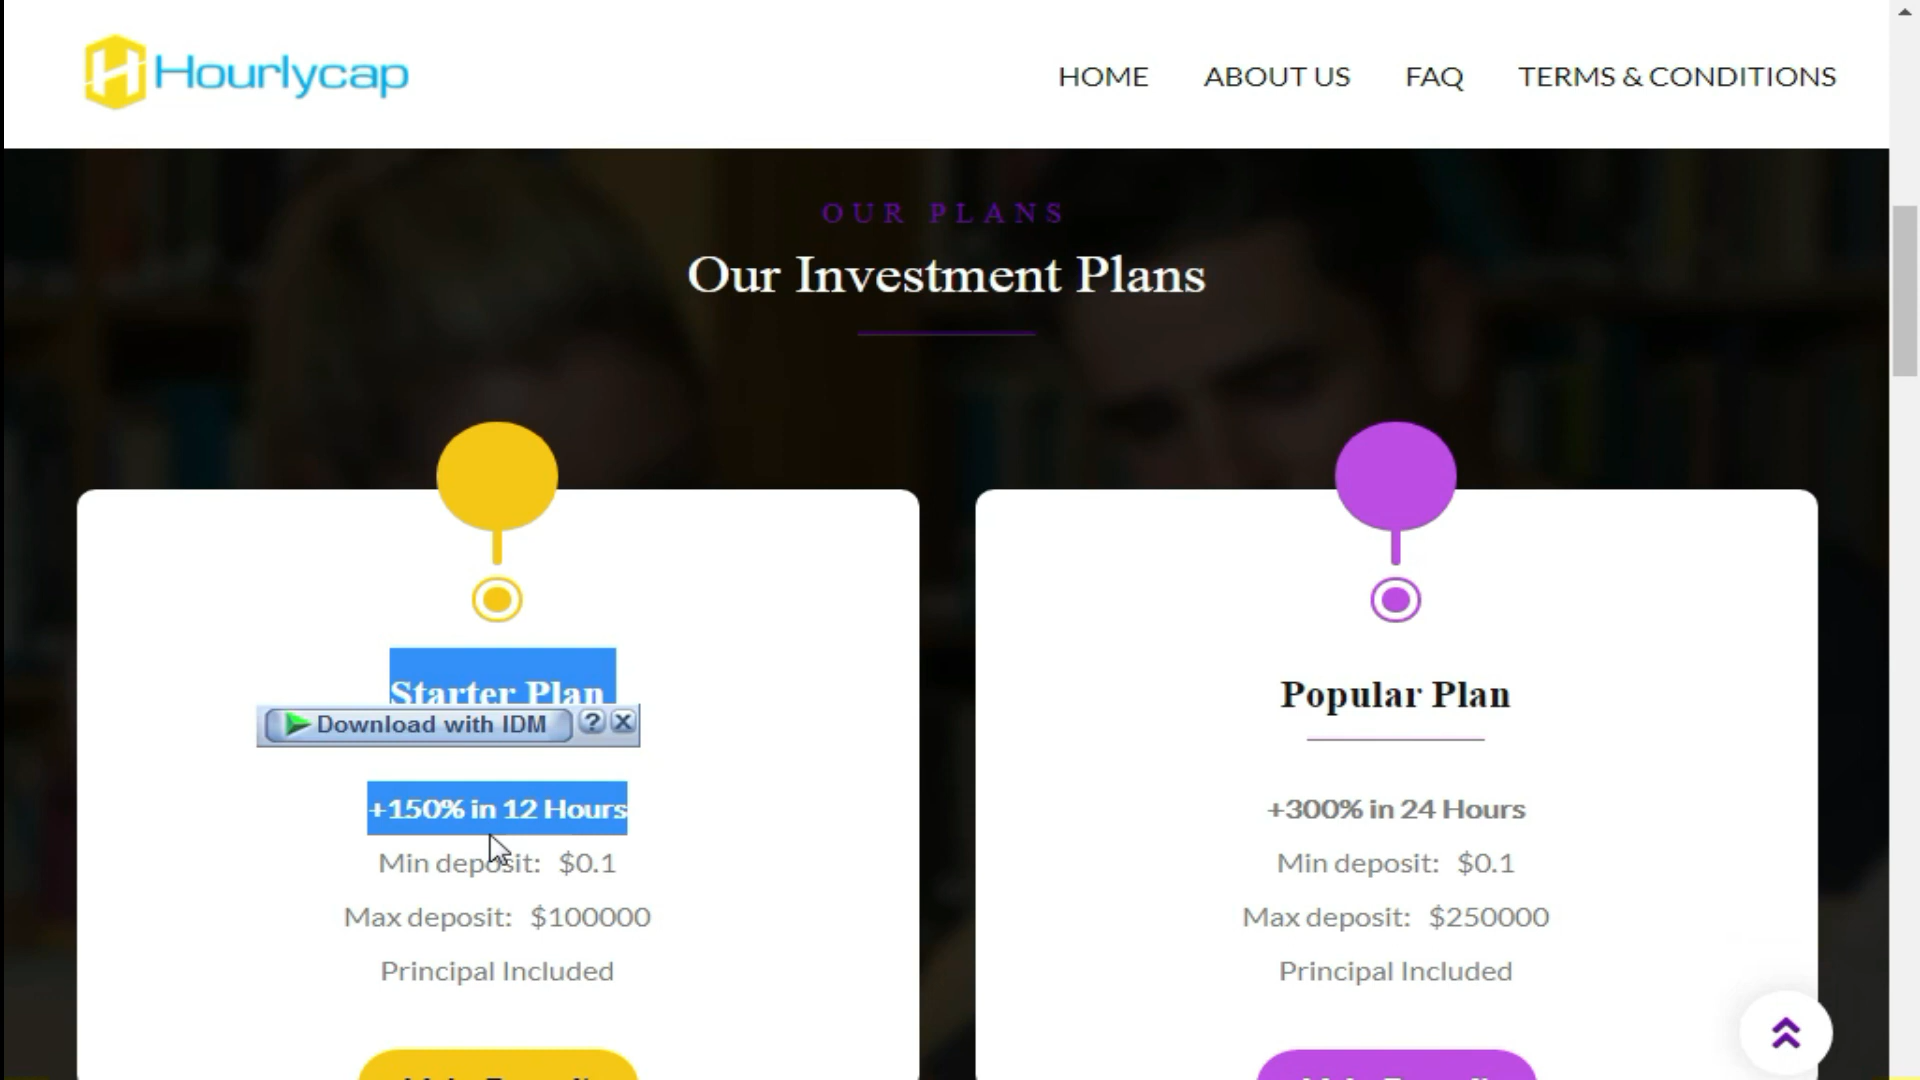 Hourlycap
HOME ABOUT US FAQ TERMS & CONDITIONS
OUR PLANS
Our Investment Plans
Starter Plan
Download with IDM ? X
+150% in 12 Hours
Min deposit: $0.1
Max deposit: $100000
Principal Included
Popular Plan
+300% in 24 Hours
Min deposit: $0.1
Max deposit: $250000
Principal Included